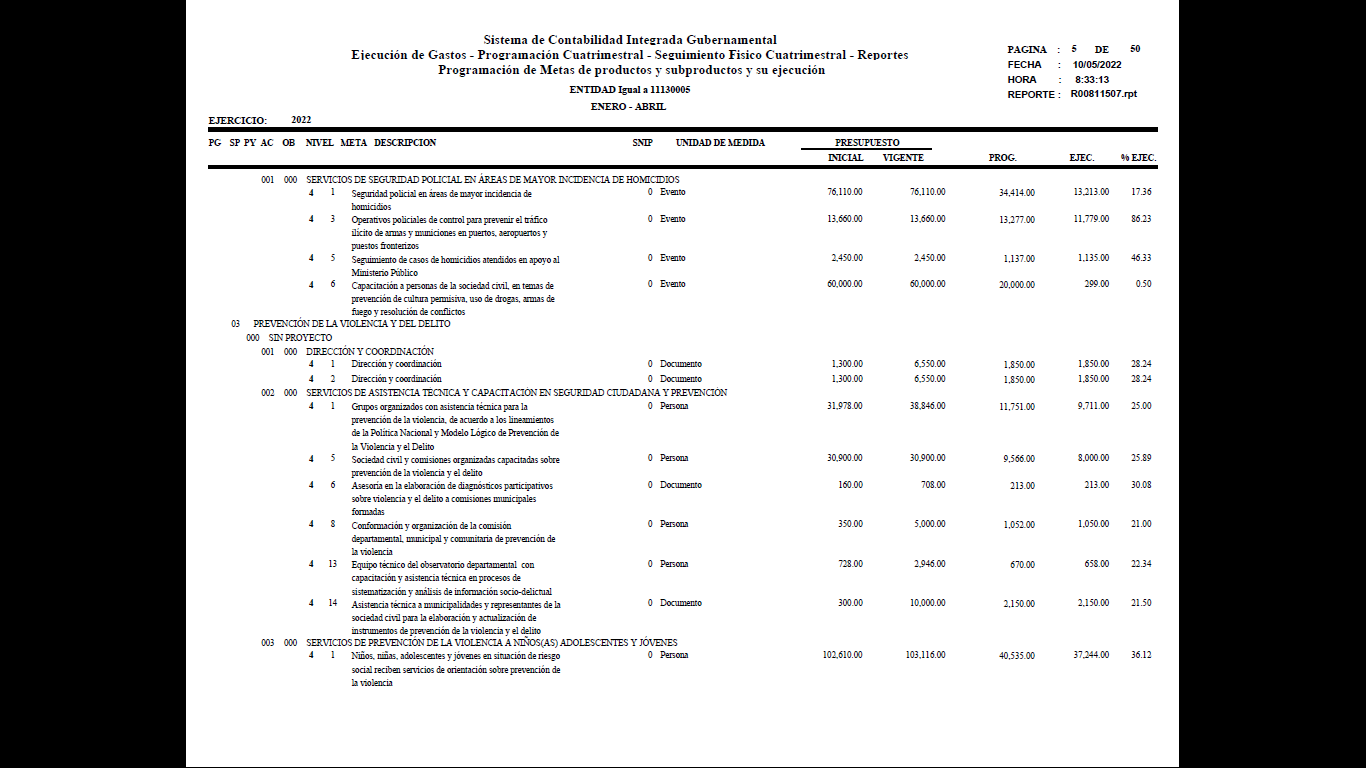 Sistema de Contabilidad Integrada Gubernamental
Ejecución de Gastos - Programación Cuatrimestral - Seguimiento Físico Cuatrimestral - Reportes
Programación de Metas de productos y subproductos y su ejecución
ENTIDAD Igual a 11130005
ENERO - ABRIL
PAGINA : 5 DE 50
FECHA : 10/05/2022
HORA : 8:33:13
REPORTE : R00811507.rpt
EJERCICIO: 2022
PG SP PY AC OB NIVEL META DESCRIPCION SNIP UNIDAD DE MEDIDA PRESUPUESTO
INICIAL VIGENTE PROG. EJEC. % EJEC.
001 000 SERVICIOS DE SEGURIDAD POLICIAL EN ÁREAS DE MAYOR INCIDENCIA DE HOMICIDIOS
4 1 Seguridad policial en áreas de mayor incidencia de 0 Evento 76,110.00 76,110.00 34,414.00 13,213.00 17.36
homicidios
4 3 Operativos policiales de control para prevenir el tráfico 0 Evento 13,660.00 13,660.00 13,277.00 11,779.00 86.23
ilícito de armas y municiones en puertos, aeropuertos y
puestos fronterizos
4 5 Seguimiento de casos de homicidios atendidos en apoyo al 0 Evento 2,450.00 2,450.00 1,137.00 1,135.00 46.33
Ministerio Público
4 6 Capacitación a personas de la sociedad civil, en temas de 0 Evento 60,000.00 60,000.00 20,000.00 299.00 0.50
prevención de cultura permisiva, uso de drogas, armas de
fuego y resolución de conflictos
03 PREVENCIÓN DE LA VIOLENCIA Y DEL DELITO
000 SIN PROYECTO
001 000 DIRECCIÓN Y COORDINACIÓN
4 1 Dirección y coordinación 0 Documento 1,300.00 6,550.00 1,850.00 1,850.00 28.24
4 2 Dirección y coordinación 0 Documento 1,300.00 6,550.00 1,850.00 1,850.00 28.24
002 000 SERVICIOS DE ASISTENCIA TÉCNICA Y CAPACITACIÓN EN SEGURIDAD CIUDADANA Y PREVENCIÓN
4 1 Grupos organizados con asistencia técnica para la 0 Persona 31,978.00 38,846.00 11,751.00 9,711.00 25.00
prevención de la violencia, de acuerdo a los lineamientos
de la Política Nacional y Modelo Lógico de Prevención de
la Violencia y el Delito
4 5 Sociedad civil y comisiones organizadas capacitadas sobre 0 Persona 30,900.00 30,900.00 9,566.00 8,000.00 25.89
prevención de la violencia y el delito
4 6 Asesoría en la elaboración de diagnósticos participativos 0 Documento 160.00 708.00 213.00 213.00 30.08
sobre violencia y el delito a comisiones municipales
formadas
4 8 Conformación y organización de la comisión 0 Persona 350.00 5,000.00 1,052.00 1,050.00 21.00
departamental, municipal y comunitaria de prevención de
la violencia
4 13 Equipo técnico del observatorio departamental con 0 Persona 728.00 2,946.00 670.00 658.00 22.34
capacitación y asistencia técnica en procesos de
sistematización y análisis de información socio-delictual
4 14 Asistencia técnica a municipalidades y representantes de la 0 Documento 300.00 10,000.00 2,150.00 2,150.00 21.50
sociedad civil para la elaboración y actualización de
instrumentos de prevención de la violencia y el delito
003 000 SERVICIOS DE PREVENCIÓN DE LA VIOLENCIA A NIÑOS(AS) ADOLESCENTES Y JÓVENES
4 1 Niños, niñas, adolescentes y jóvenes en situación de riesgo 0 Persona 102,610.00 103,116.00 40,535.00 37,244.00 36.12
social reciben servicios de orientación sobre prevención de
la violencia